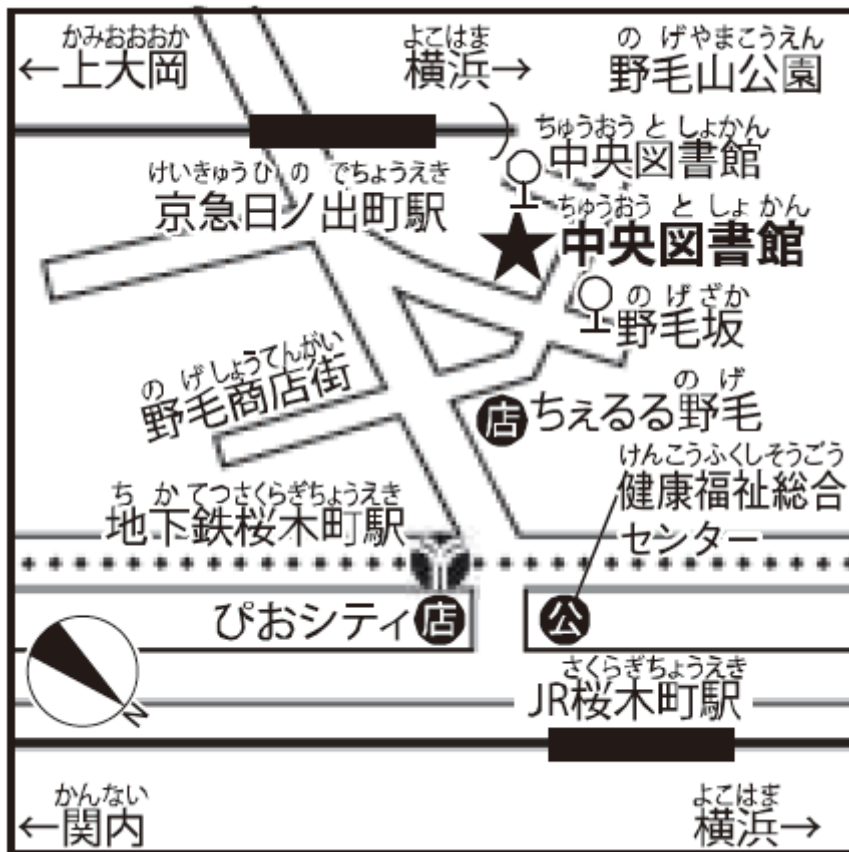 かみおおおか
←上大岡
よこはま
横浜→
のげやまこうえん
野毛山公園
ちゅうおうとしょかん
中央図書館
けいきゅうひのでちょうえき
京急日ノ出町駅
ちゅうおうとしょかん
★中央図書館
のげざか
野毛坂
のげしょうてんがい
野毛商店街
のげ
店ちぇるる野毛
けんこうふくしそうごう
健康福祉総合
センター
ちかてつさくらぎちょうえき
地下鉄桜木町駅
ぴおシティ店
公
N
さくらぎちょうえき
JR桜木町駅
かんない
←関内
よこはま
横浜→